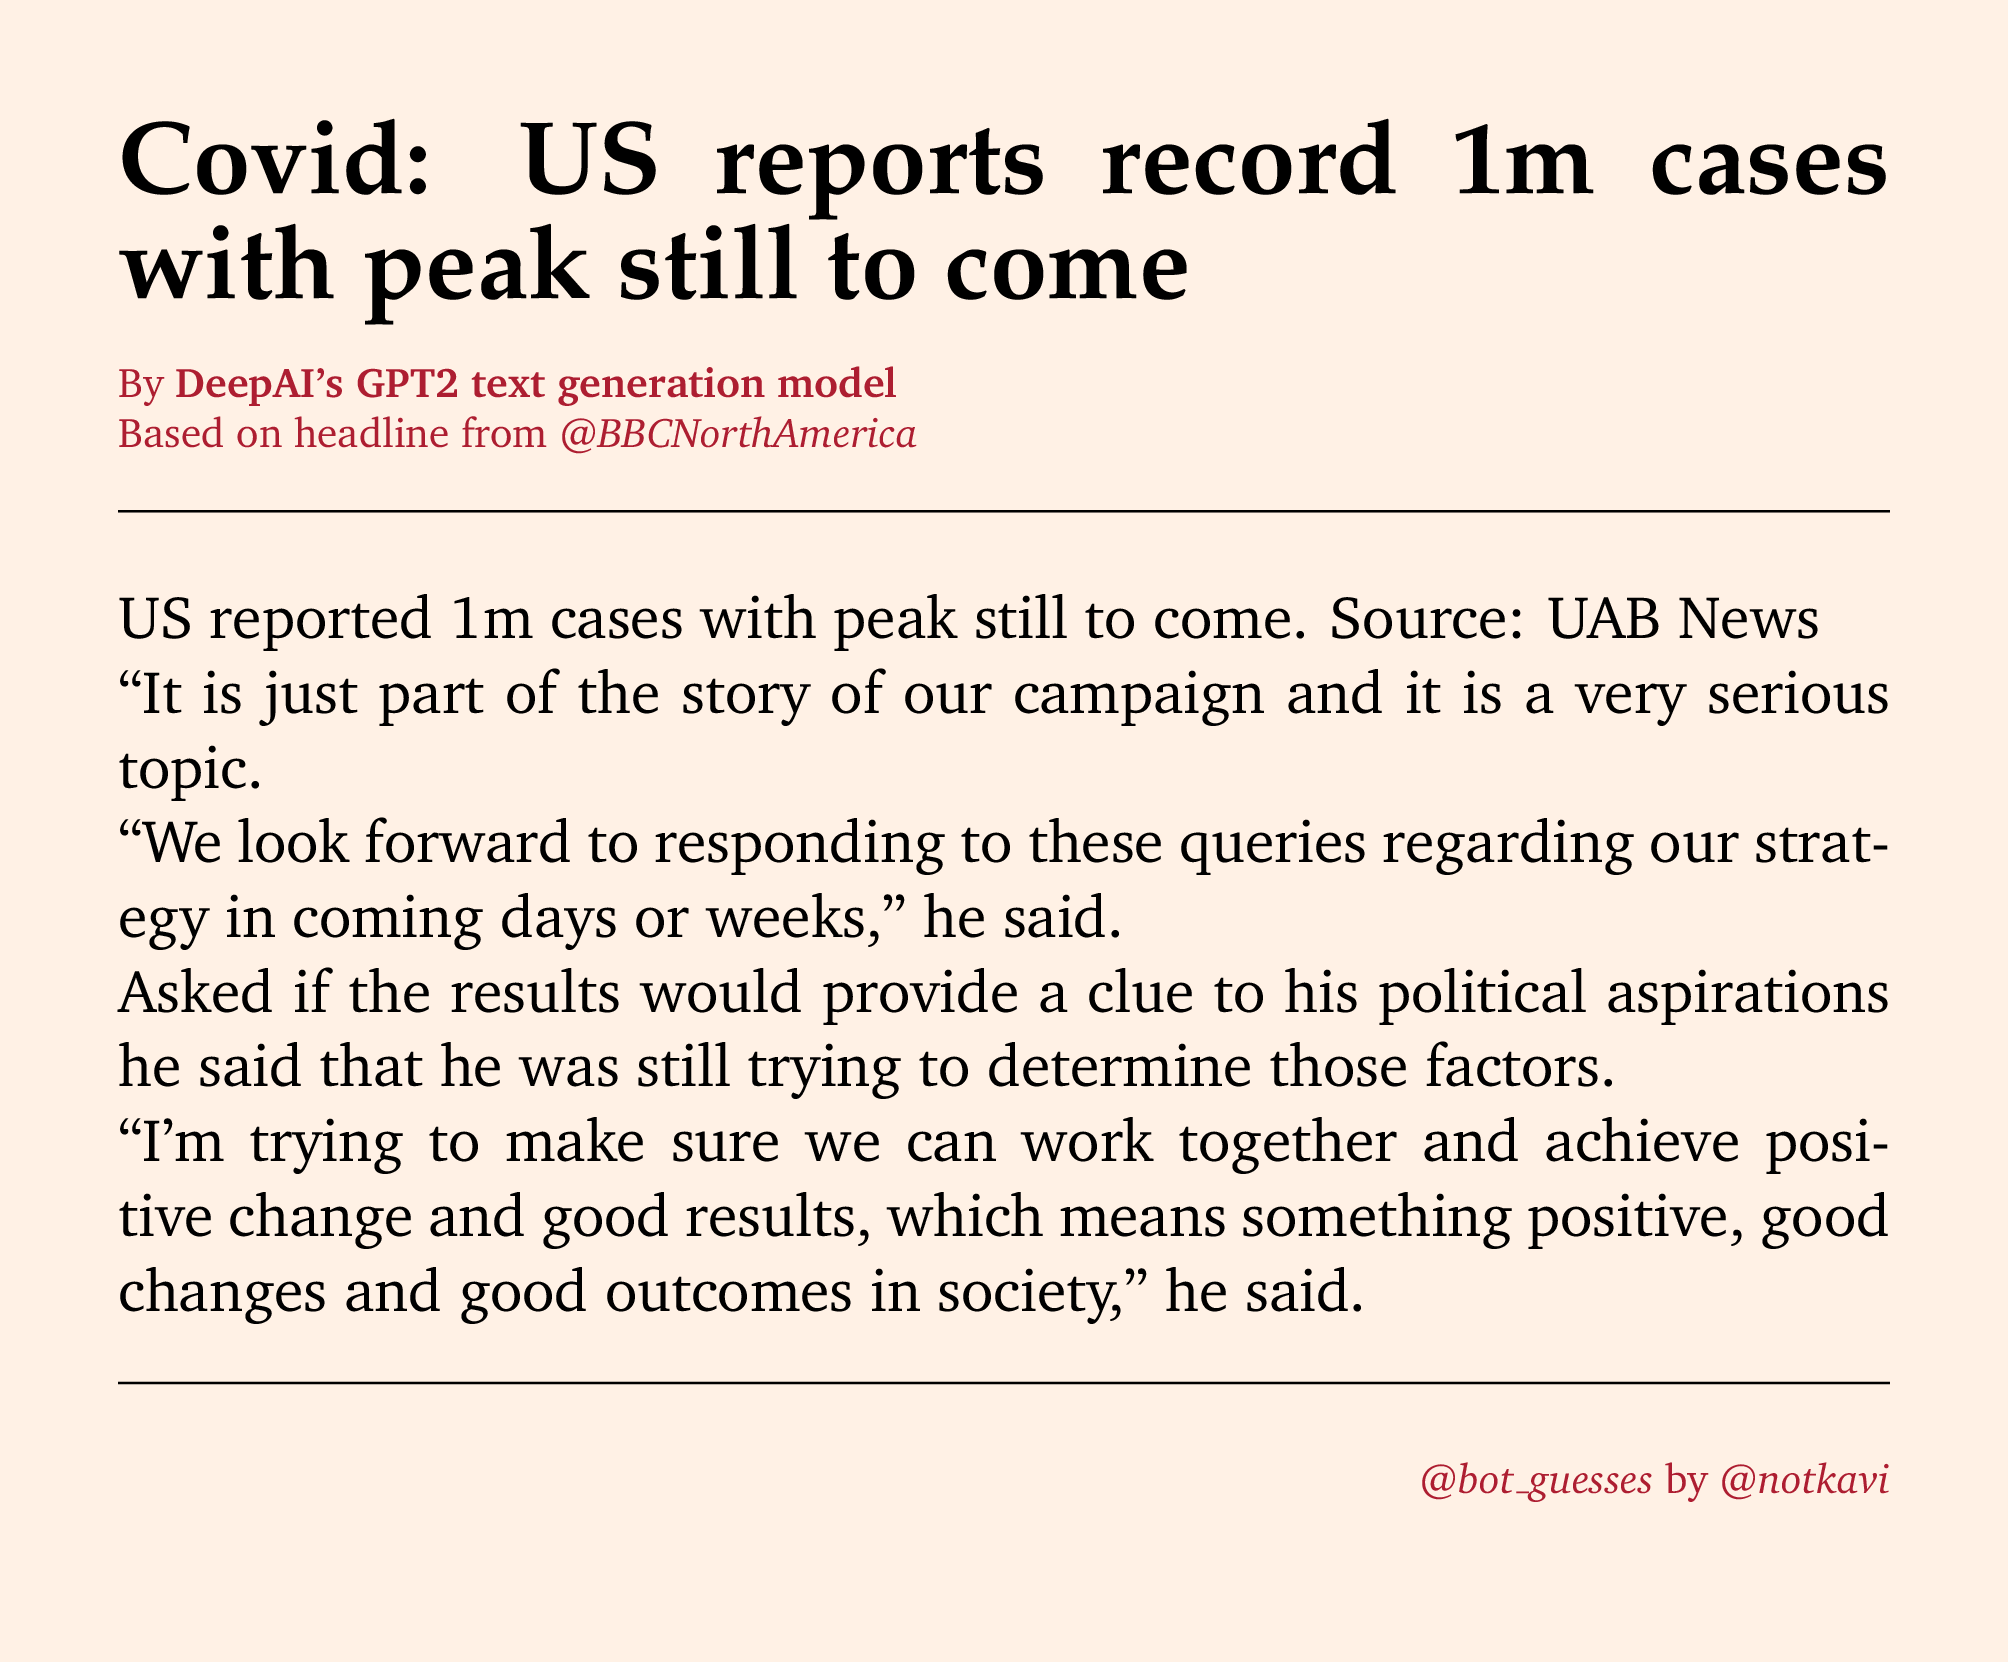 Covid: US reports record 1m cases
with peak still to come
By DeepAI’s GPT2 text generation model
Based on headline from @BBCNorthAmerica
US reported 1m cases with peak still to come. Source: UAB News
“It is just part of the story of our campaign and it is a very serious
topic.
“We look forward to responding to these queries regarding our strat-
egy in coming days or weeks,” he said.
Asked if the results would provide a clue to his political aspirations
he said that he was still trying to determine those factors.
“I’m trying to make sure we can work together and achieve posi-
tive change and good results, which means something positive, good
changes and good outcomes in society,” he said.
@bot_guesses by @notkavi